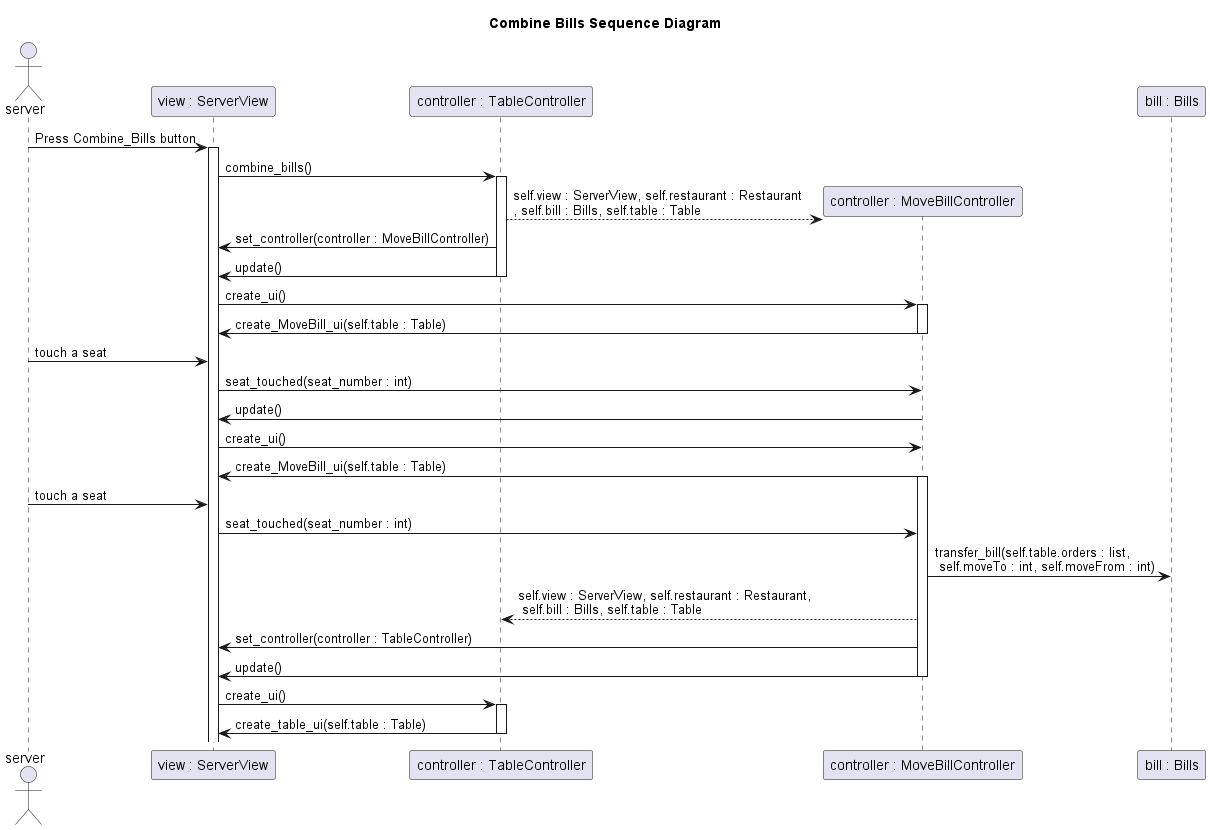 Combine Bills Sequence Diagram
server
view : ServerView
controller : TableController
bill : Bills
Press Combine_Bills button
combine_bills()
self.view : ServerView, self.restaurant : Restaurant
, self.bill : Bills, self.table : Table
controller : MoveBillController
set_controller(controller : MoveBillController)
update()
create_ui()
create_MoveBill_ui(self.table : Table)
touch a seat
seat_touched(seat_number : int)
update()
create_ui()
create_MoveBill_ui(self.table : Table)
touch a seat
seat_touched(seat_number : int)
transfer_bill(self.table.orders : list,
self.moveTo : int, self.moveFrom : int)
self.view : ServerView, self.restaurant : Restaurant,
self.bill : Bills, self.table : Table
set_controller(controller : TableController)
update()
create_ui()
create_table_ui(self.table : Table)
server
view : ServerView
controller : TableController
controller : MoveBillController
bill : Bills